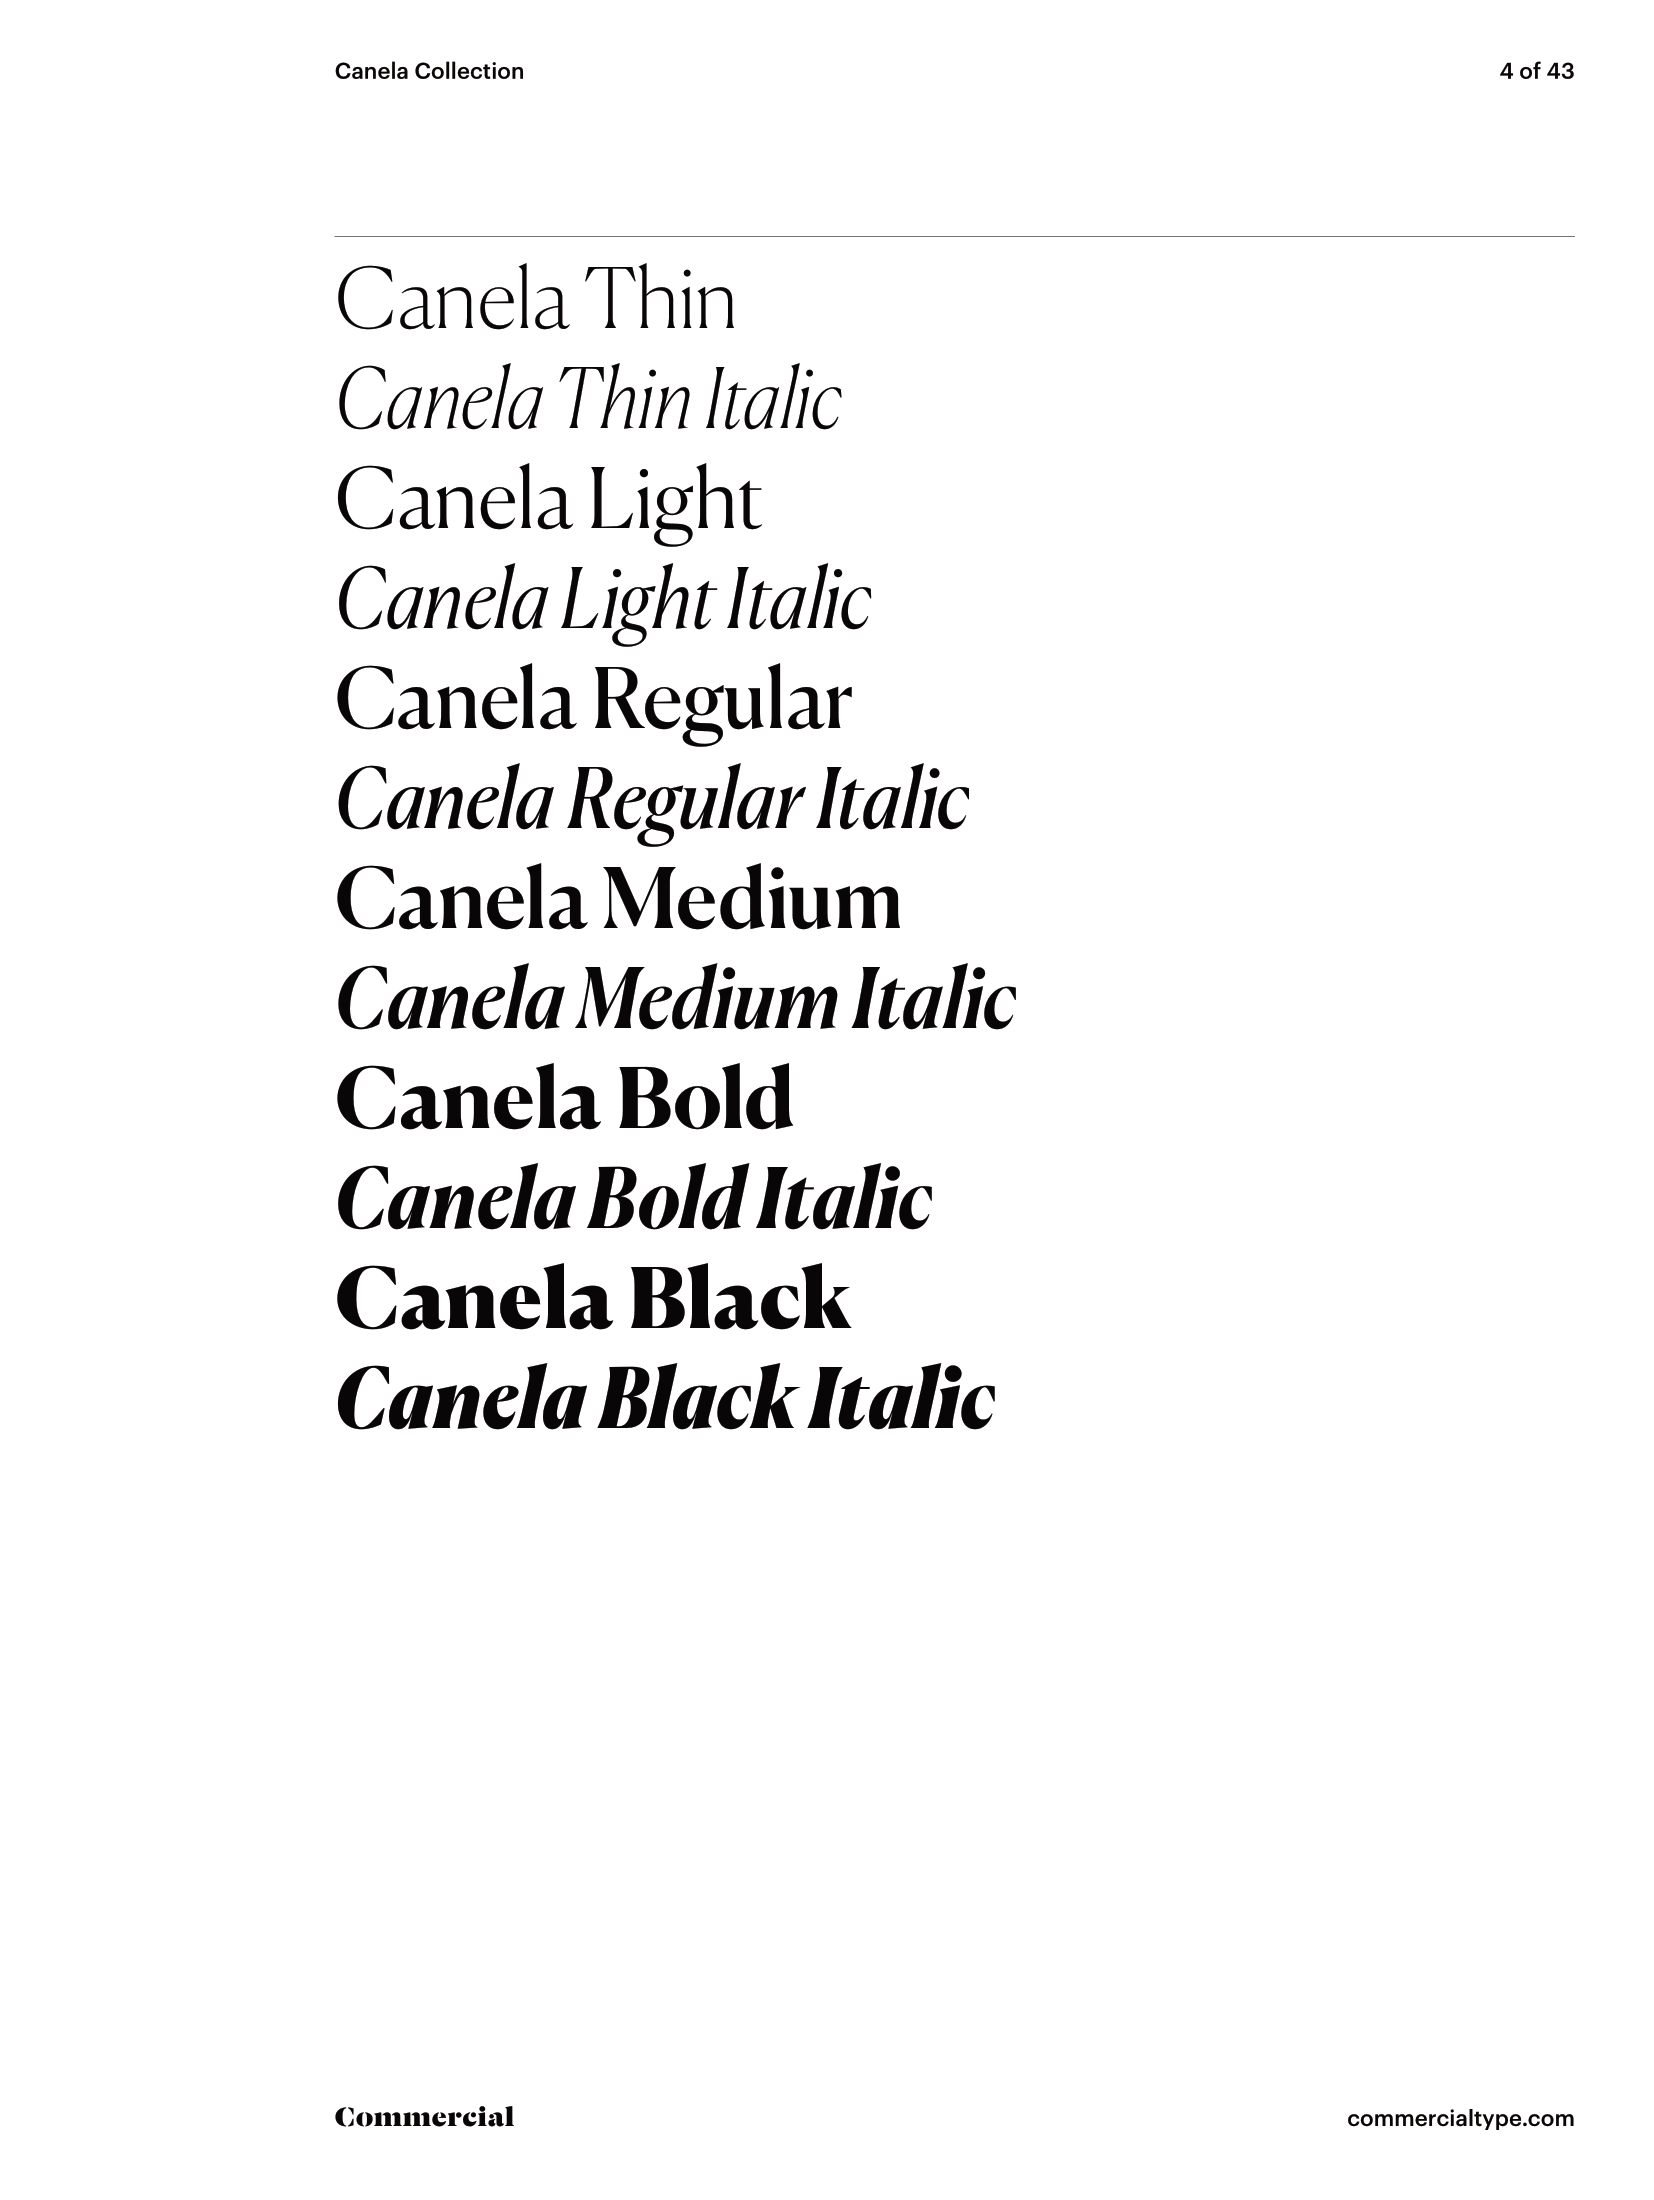 Canela Collection
4 of 43
Canela Thin
Canela Thin Italic
Canela Light
Canela Light Italic
Canela Regular
Canela Regular Italic
Canela Medium
Canela Medium Italic
Canela Bold
Canela Bold Italic
Canela Black
Canela Black Italic
Commercial
commercialtype.com